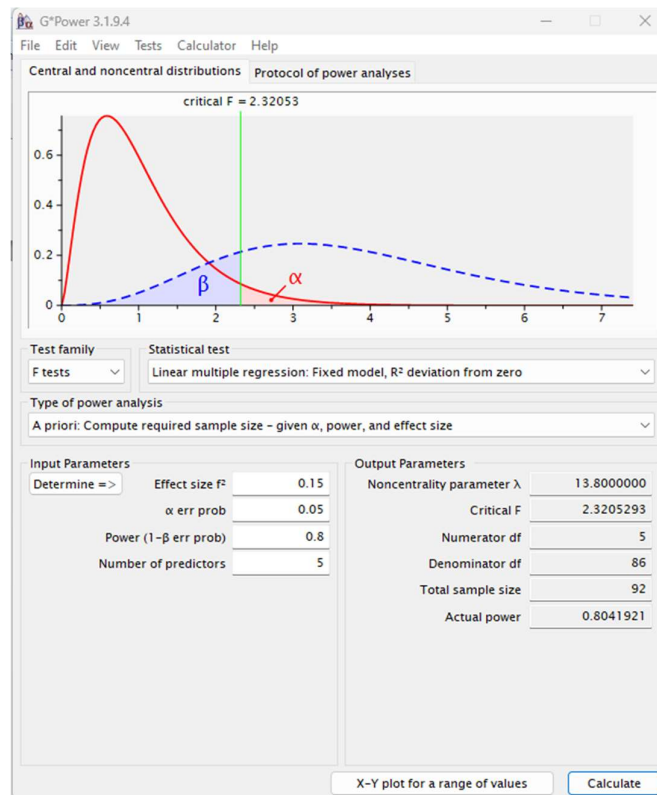 G*Power 3.1.9.4
File Edit View Tests Calculator Help
Central and noncentral distributions Protocol of power analyses
critical F = 2.32053
0.6
0.4
0.2
0
β
α
0 1 2 3 4 5 6 7
Test family Statistical test
F tests Linear multiple regression: Fixed model, R² deviation from zero
Type of power analysis
A priori: Compute required sample size – given α, power, and effect size
Input Parameters Output Parameters
Determine => Effect size f² 0.15 Noncentrality parameter λ 13.8000000
α err prob 0.05 Critical F 2.3205293
Power (1-β err prob) 0.8 Numerator df 5
Number of predictors 5 Denominator df 86
Total sample size 92
Actual power 0.8041921
X-Y plot for a range of values Calculate